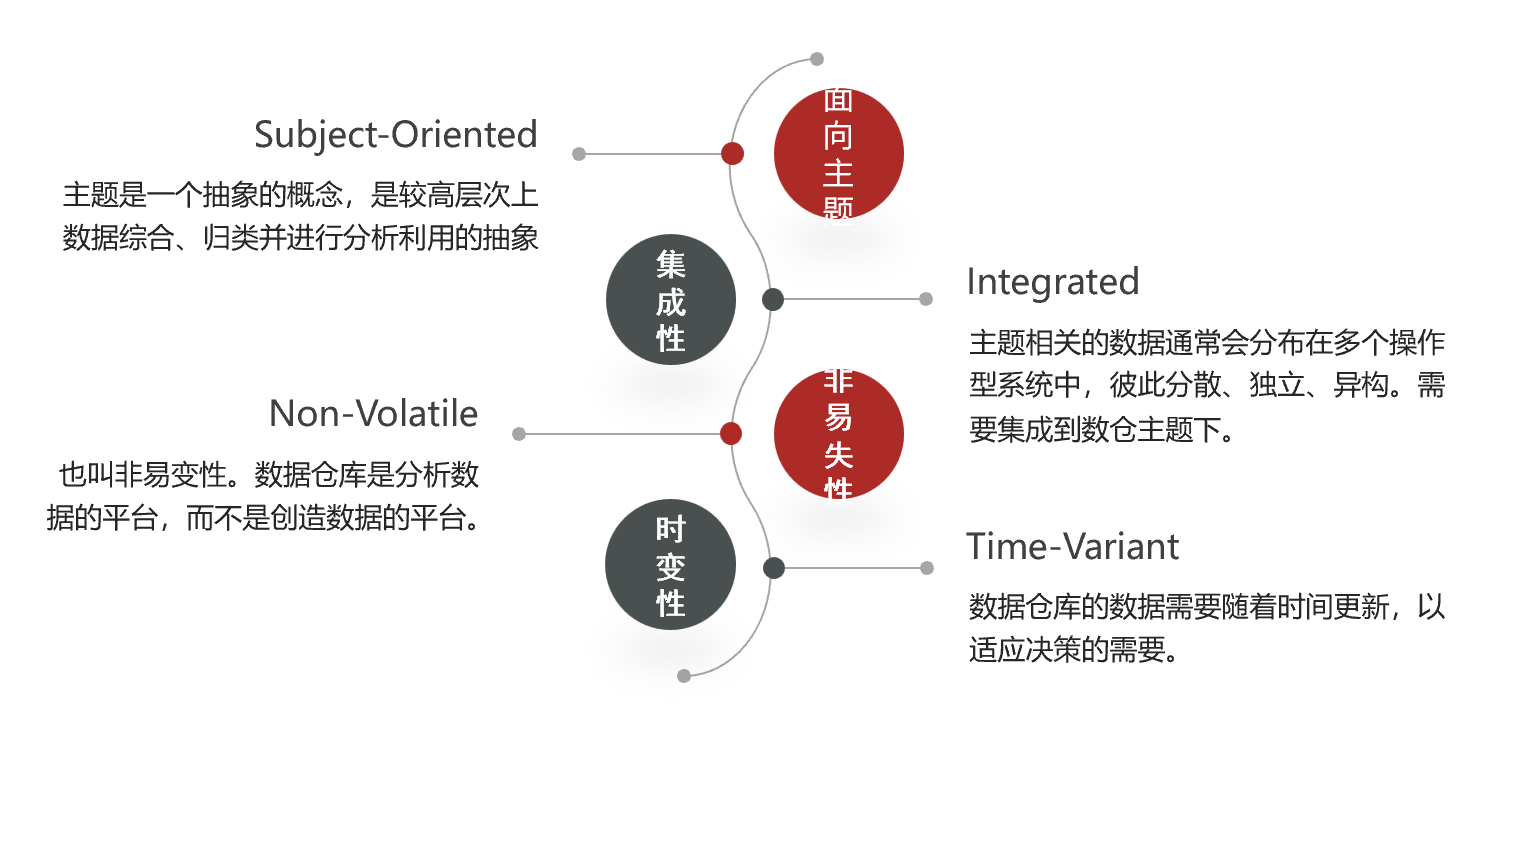 面
向
主
题
Subject-Oriented
主题是一个抽象的概念，是较高层次上
数据综合、归类并进行分析利用的抽象
集
成
性
Integrated
主题相关的数据通常会分布在多个操作
型系统中，彼此分散、独立、异构。需
要集成到数仓主题下。
非
易
失
性
Non-Volatile
也叫非易变性。数据仓库是分析数
据的平台，而不是创造数据的平台。
时
变
性
Time-Variant
数据仓库的数据需要随着时间更新，以
适应决策的需要。